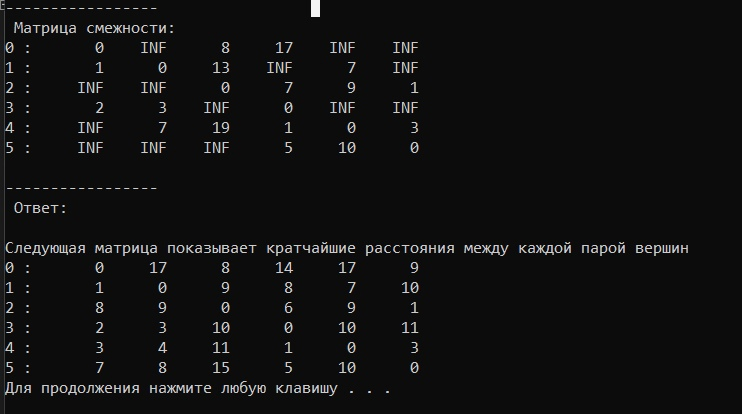 -----------------
Матрица смежности:
0 : 0 INF 8 17 INF INF
1 : 1 0 13 INF 7 INF
2 : INF INF 0 7 9 1
3 : 2 3 INF 0 INF INF
4 : INF 7 19 1 0 3
5 : INF INF INF 5 10 0
-----------------
Ответ:
Следующая матрица показывает кратчайшие расстояния между каждой парой вершин
0 : 0 17 8 14 17 9
1 : 1 0 9 8 7 10
2 : 8 9 0 6 9 1
3 : 2 3 10 0 10 11
4 : 3 4 11 1 0 3
5 : 7 8 15 5 10 0
Для продолжения нажмите любую клавишу . . .